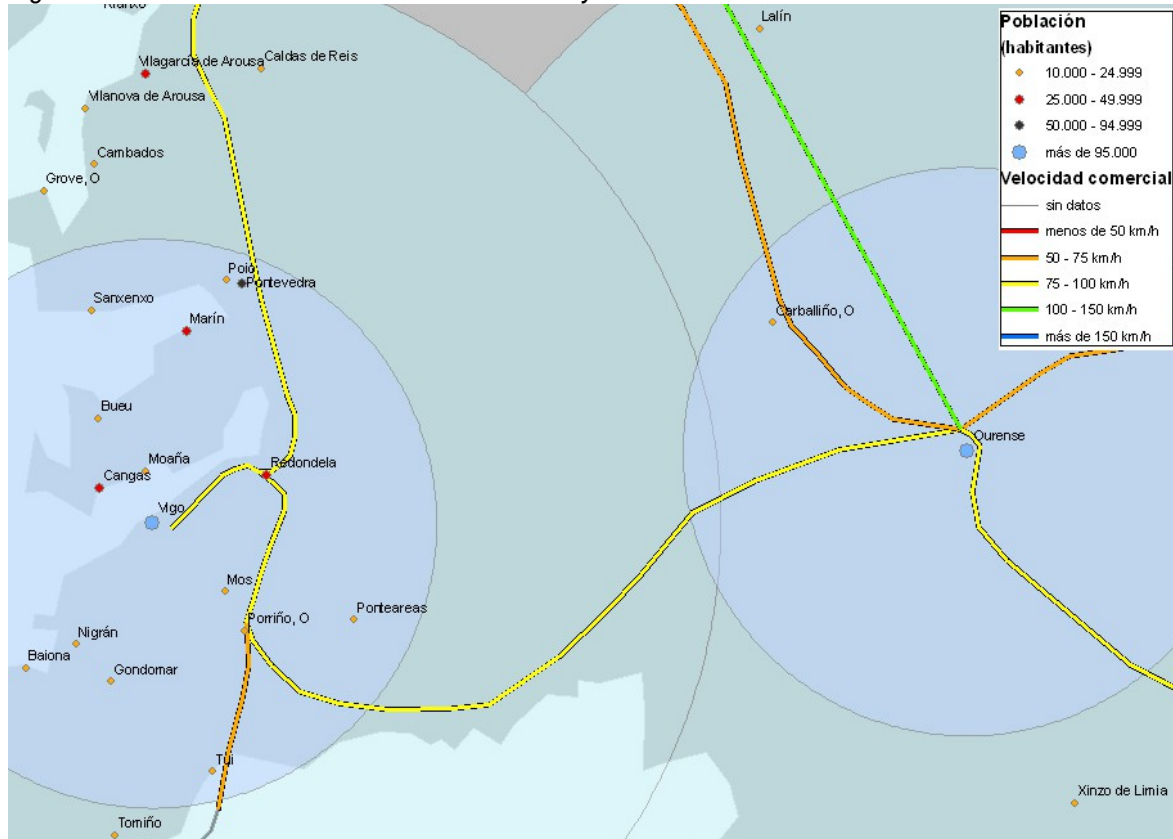 Rianxo
Lalín
Vilagarcía de Arousa
Caldas de Reis
Vilanova de Arousa
Cambados
Grove, O
Poio
Pontevedra
Sanxenxo
Marín
Carballiño, O
Bueu
Ourense
Moaña
Redondela
Cangas
Vigo
Mos
Ponteareas
Porriño, O
Nigrán
Baiona
Gondomar
Tui
Xinzo de Limia
Tomiño
Población
(habitantes)
10.000 - 24.999
25.000 - 49.999
50.000 - 94.999
más de 95.000
Velocidad comercial
sin datos
menos de 50 km/h
50 - 75 km/h
75 - 100 km/h
100 - 150 km/h
más de 150 km/h